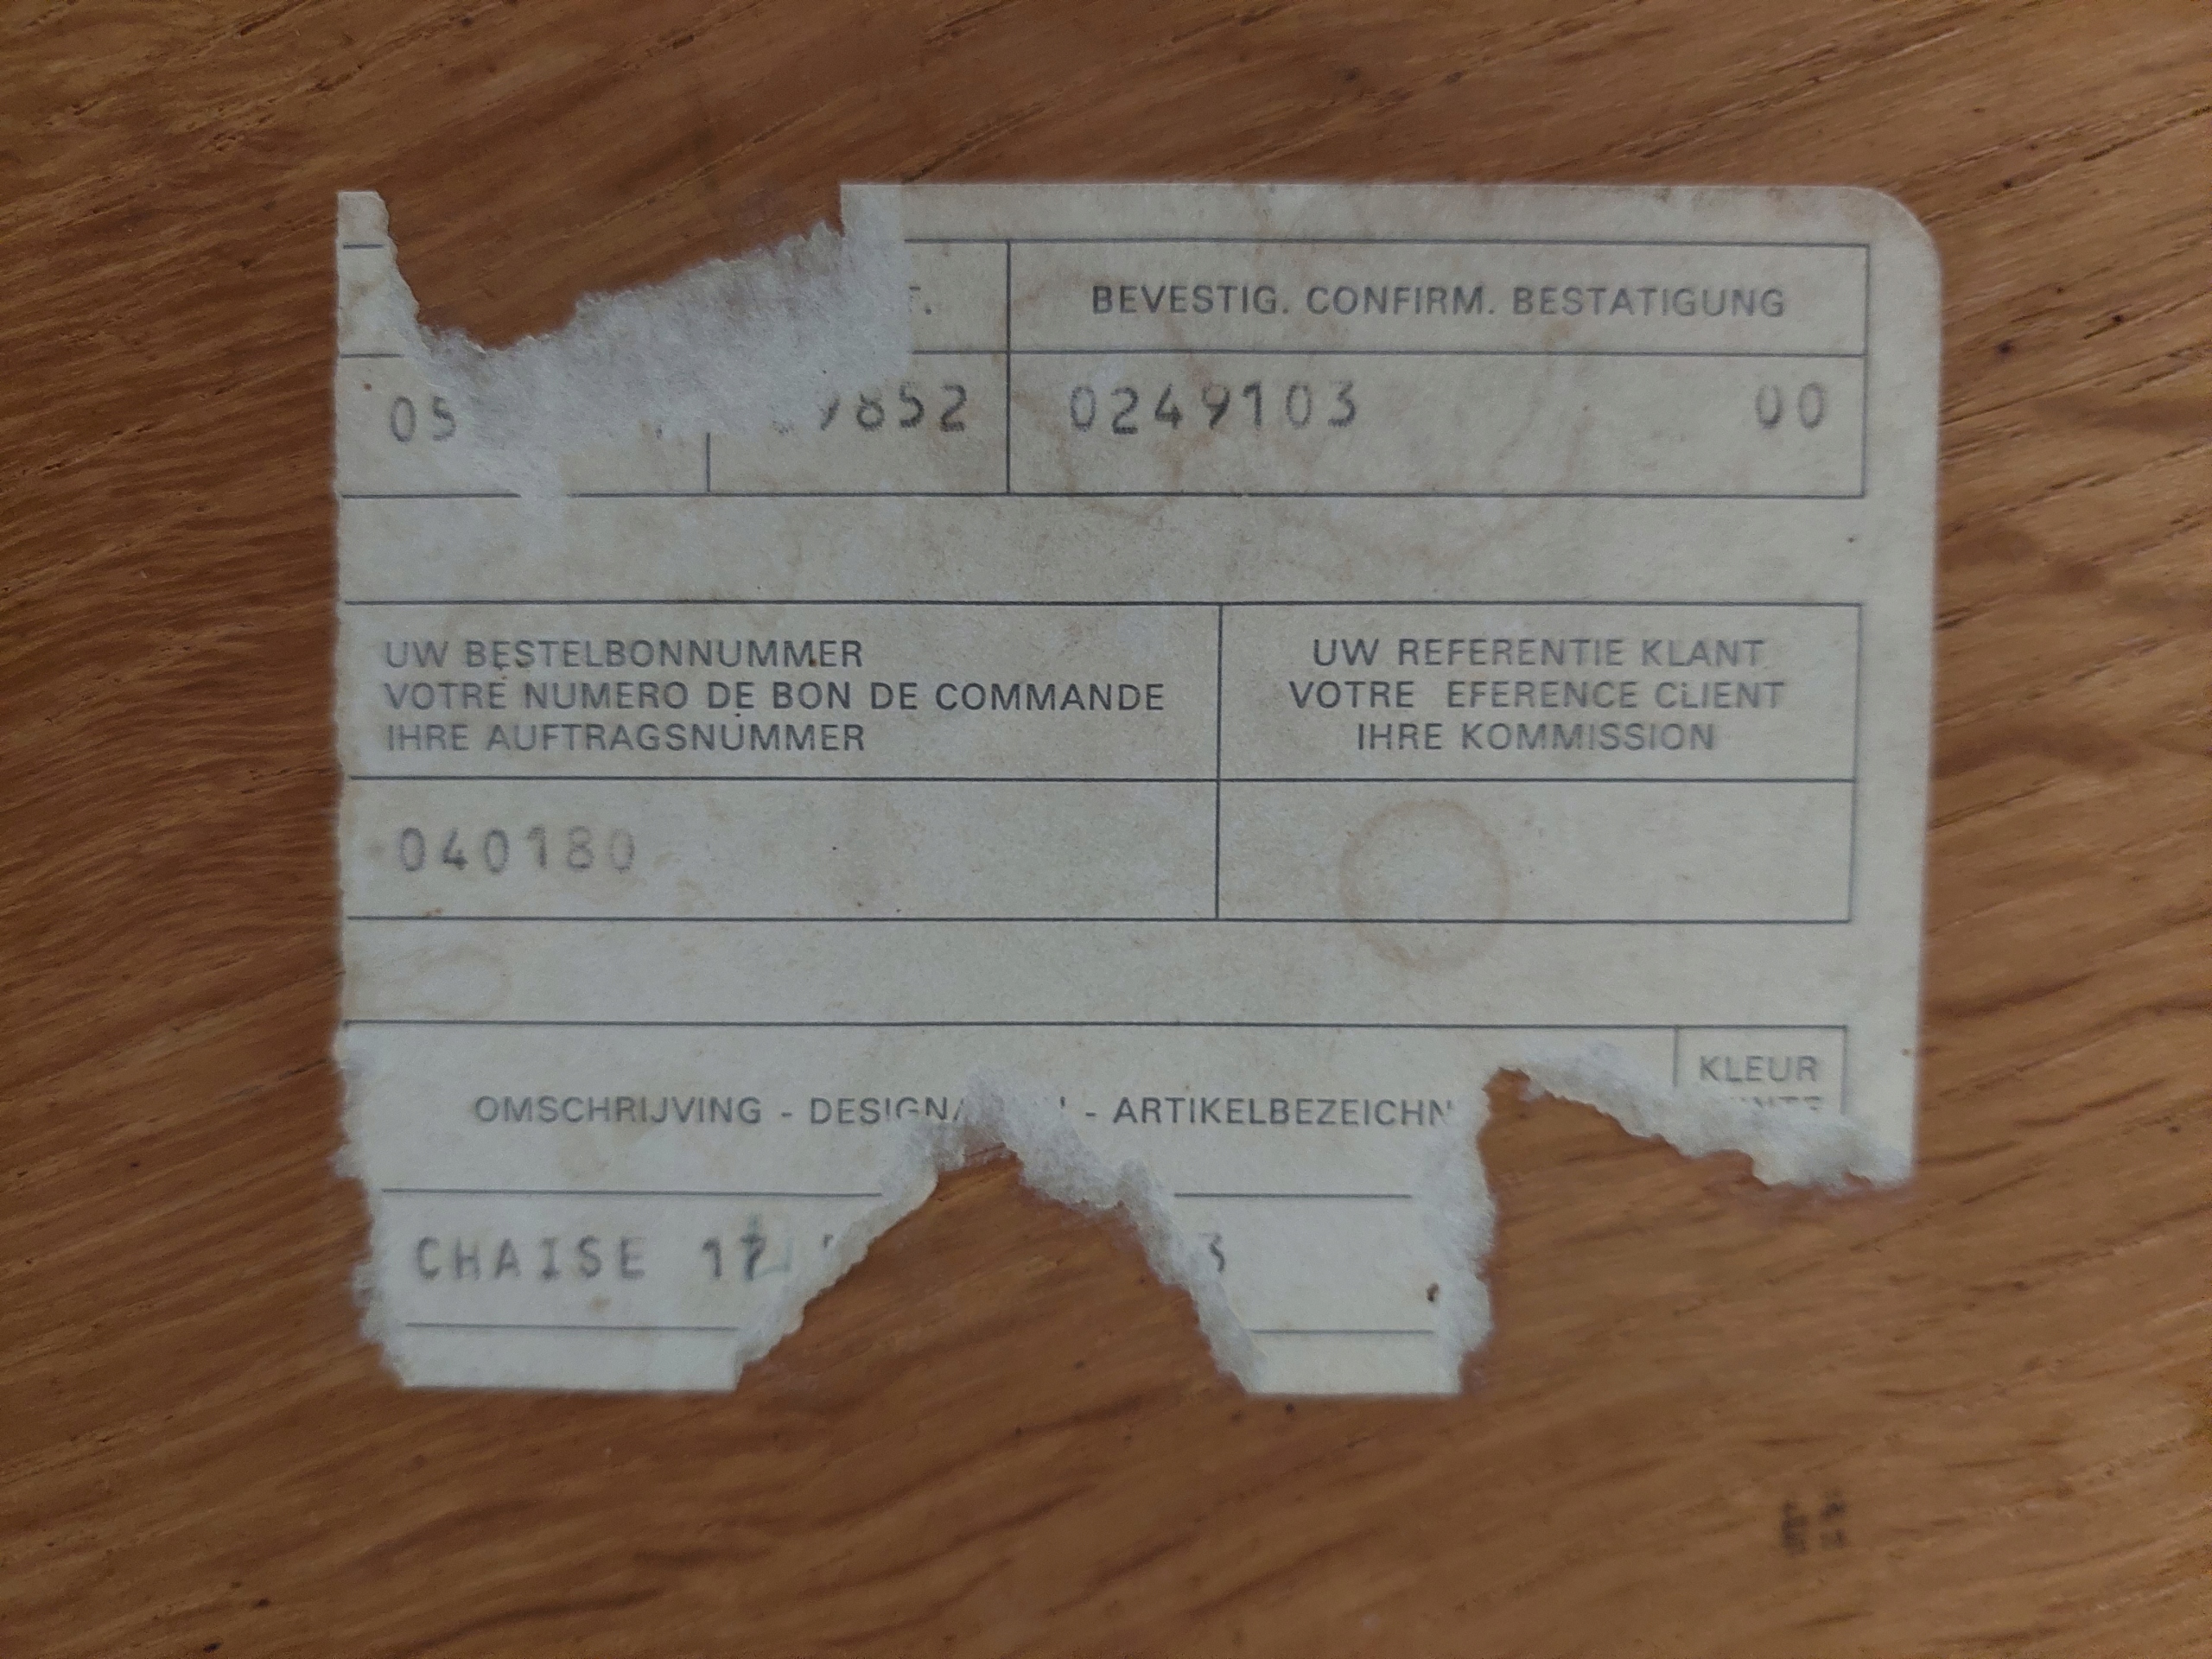 BEVESTIG. CONFIRM. BESTATIGUNG
05 852 0249103 00
UW BESTELBONNUMMER
VOTRE NUMERO DE BON DE COMMANDE
IHRE AUFTRAGSNUMMER
UW REFERENTIE KLANT
VOTRE EFERENCE CLIENT
IHRE KOMMISSION
040180
OMSCHRIJVING - - ARTIKELBEZEICHN
KLEUR
CHAISE